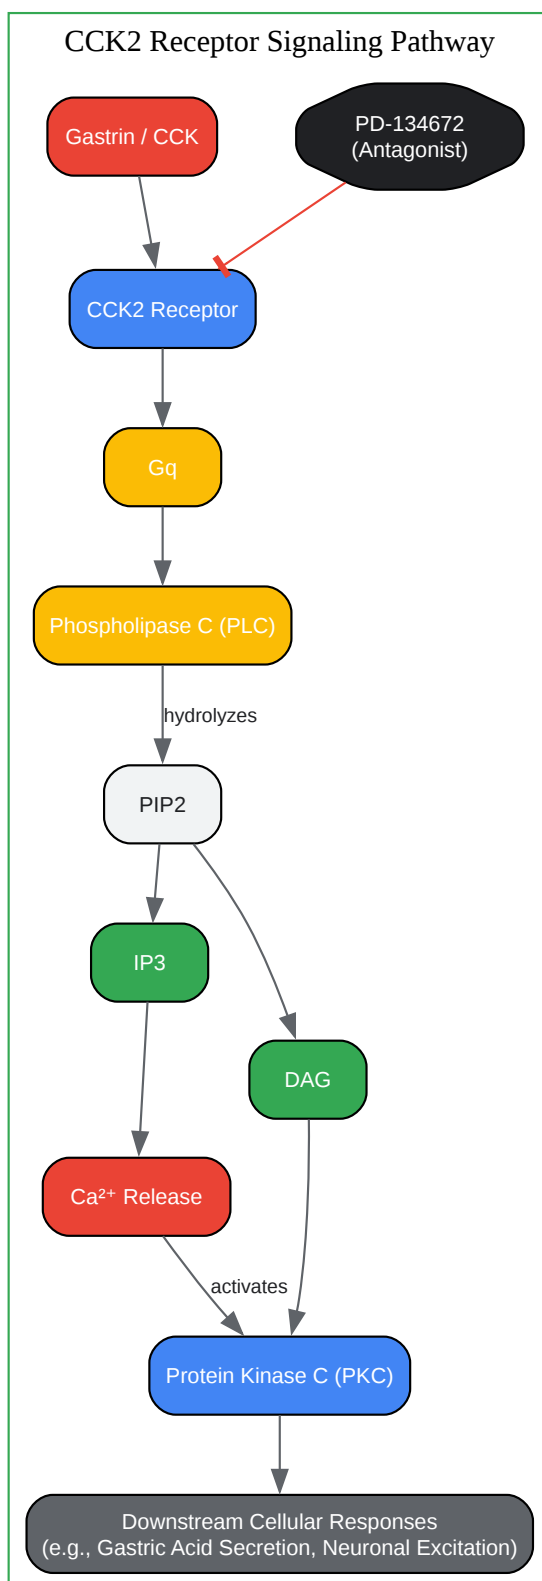 CCK2 Receptor Signaling Pathway
Gastrin / CCK
PD-134672
(Antagonist)
CCK2 Receptor
Gq
Phospholipase C (PLC)
hydrolyzes
PIP2
IP3
DAG
Ca²⁺ Release
activates
Protein Kinase C (PKC)
Downstream Cellular Responses
(e.g., Gastric Acid Secretion, Neuronal Excitation)